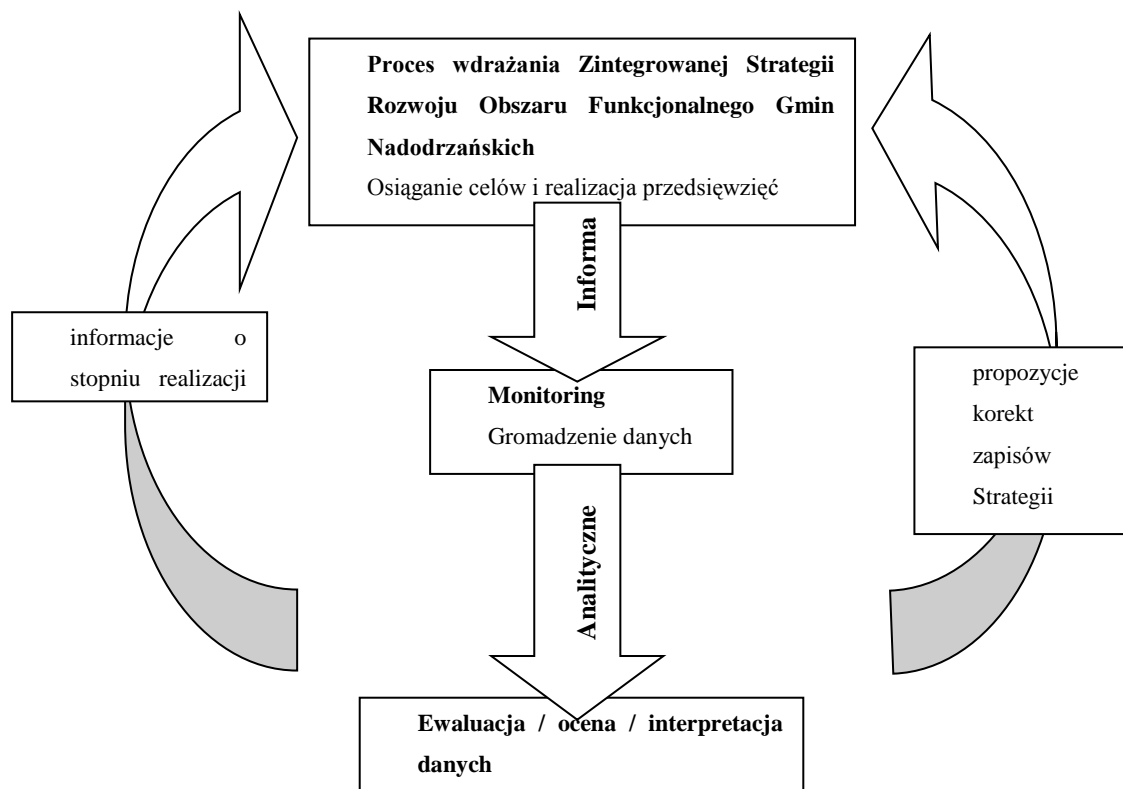 Proces wdrażania Zintegrowanej Strategii
Rozwoju Obszaru Funkcjonalnego Gmin
Nadodrzańskich
Osiąganie celów i realizacja przedsięwzięć
Informa
informacje o
stopniu realizacji
propozycje
korekt
zapisów
Strategii
Monitoring
Gromadzenie danych
Analityczne
Ewaluacja / ocena / interpretacja
danych